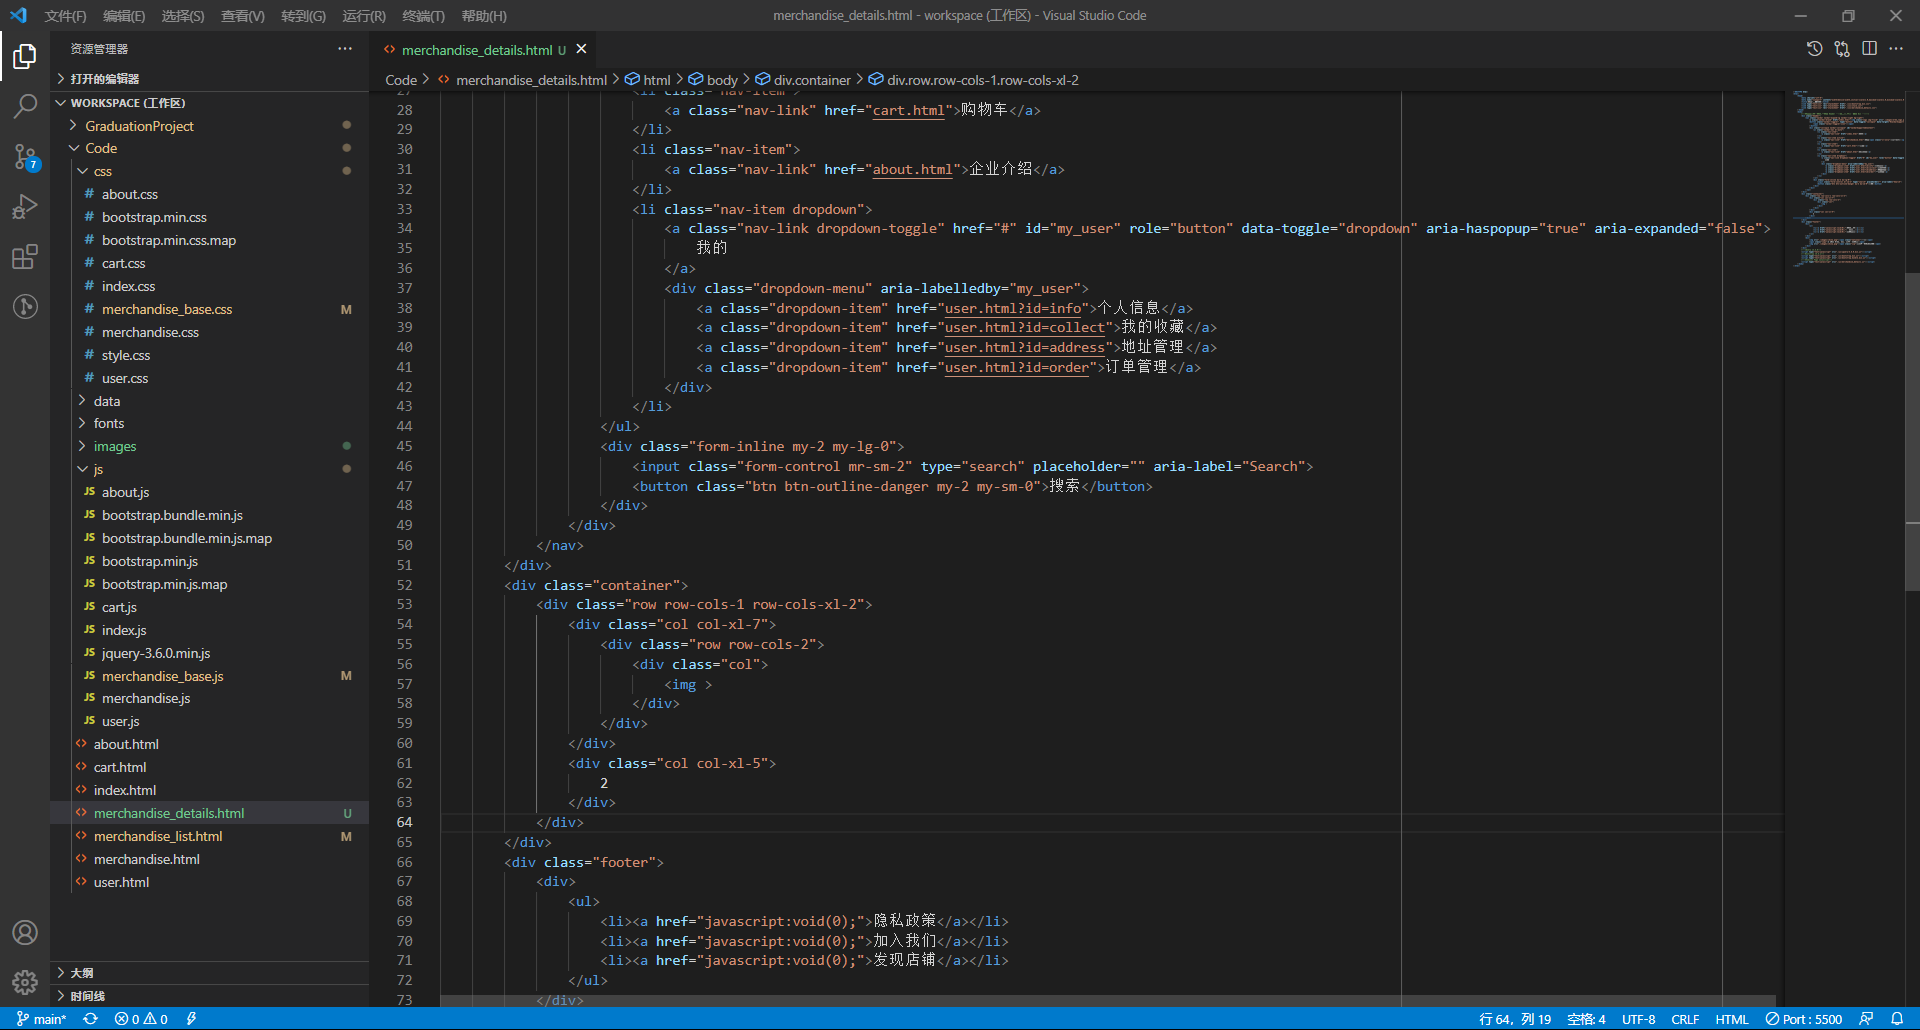 文件(F) 编辑(E) 选择(S) 查看(V) 转到(G) 运行(R) 终端(T) 帮助(H) merchandise_details.html - workspace (工作区) - Visual Studio Code
资源管理器
merchandise_details.html U
打开的编辑器
Code > merchandise_details.html > html > body > div.container > div.row.row-cols-1.row-cols-xl-2
WORKSPACE (工作区)
GraduationProject
Code
css
# about.css
# bootstrap.min.css
# bootstrap.min.css.map
# cart.css
# index.css
# merchandise_base.css M
# merchandise.css
# style.css
# user.css
data
fonts
images
js
JS about.js
JS bootstrap.bundle.min.js
JS bootstrap.bundle.min.js.map
JS bootstrap.min.js
JS bootstrap.min.js.map
JS cart.js
JS index.js
JS jquery-3.6.0.min.js
JS merchandise_base.js M
JS merchandise.js
JS user.js
<> about.html
<> cart.html
<> index.html
<> merchandise_details.html U
<> merchandise_list.html M
<> merchandise.html
<> user.html
大纲
时间线
27 <li class="nav-item">
28 <a class="nav-link" href="cart.html">购物车</a>
29 </li>
30 <li class="nav-item">
31 <a class="nav-link" href="about.html">企业介绍</a>
32 </li>
33 <li class="nav-item dropdown">
34 <a class="nav-link dropdown-toggle" href="#" id="my_user" role="button" data-toggle="dropdown" aria-haspopup="true" aria-expanded="false">
35 我的
36 </a>
37 <div class="dropdown-menu" aria-labelledby="my_user">
38 <a class="dropdown-item" href="user.html?id=info">个人信息</a>
39 <a class="dropdown-item" href="user.html?id=collect">我的收藏</a>
40 <a class="dropdown-item" href="user.html?id=address">地址管理</a>
41 <a class="dropdown-item" href="user.html?id=order">订单管理</a>
42 </div>
43 </li>
44 </ul>
45 <div class="form-inline my-2 my-lg-0">
46 <input class="form-control mr-sm-2" type="search" placeholder="" aria-label="Search">
47 <button class="btn btn-outline-danger my-2 my-sm-0">搜索</button>
48 </div>
49 </div>
50 </nav>
51 </div>
52 <div class="container">
53 <div class="row row-cols-1 row-cols-xl-2">
54 <div class="col col-xl-7">
55 <div class="row row-cols-2">
56 <div class="col">
57 <img >
58 </div>
59 </div>
60 </div>
61 <div class="col col-xl-5">
62 2
63 </div>
64 </div>
65 </div>
66 <div class="footer">
67 <div>
68 <ul>
69 <li><a href="javascript:void(0);">隐私政策</a></li>
70 <li><a href="javascript:void(0);">加入我们</a></li>
71 <li><a href="javascript:void(0);">发现店铺</a></li>
72 </ul>
73 </div>
7
main* 0 0 行 64，列 19 空格: 4 UTF-8 CRLF HTML Port : 5500